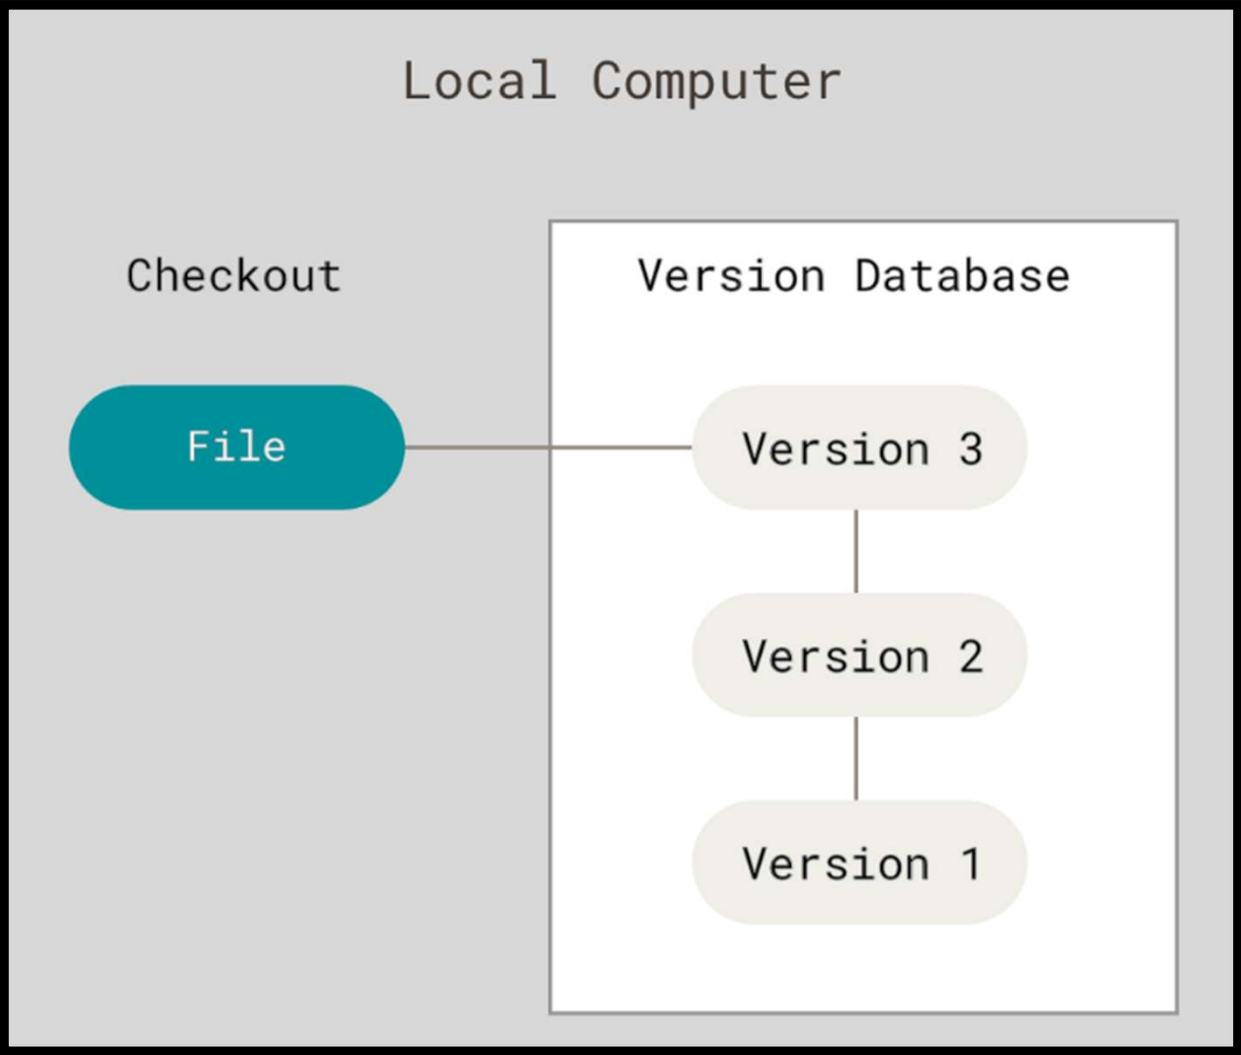 Local Computer
Checkout
Version Database
File
Version 3
Version 2
Version 1